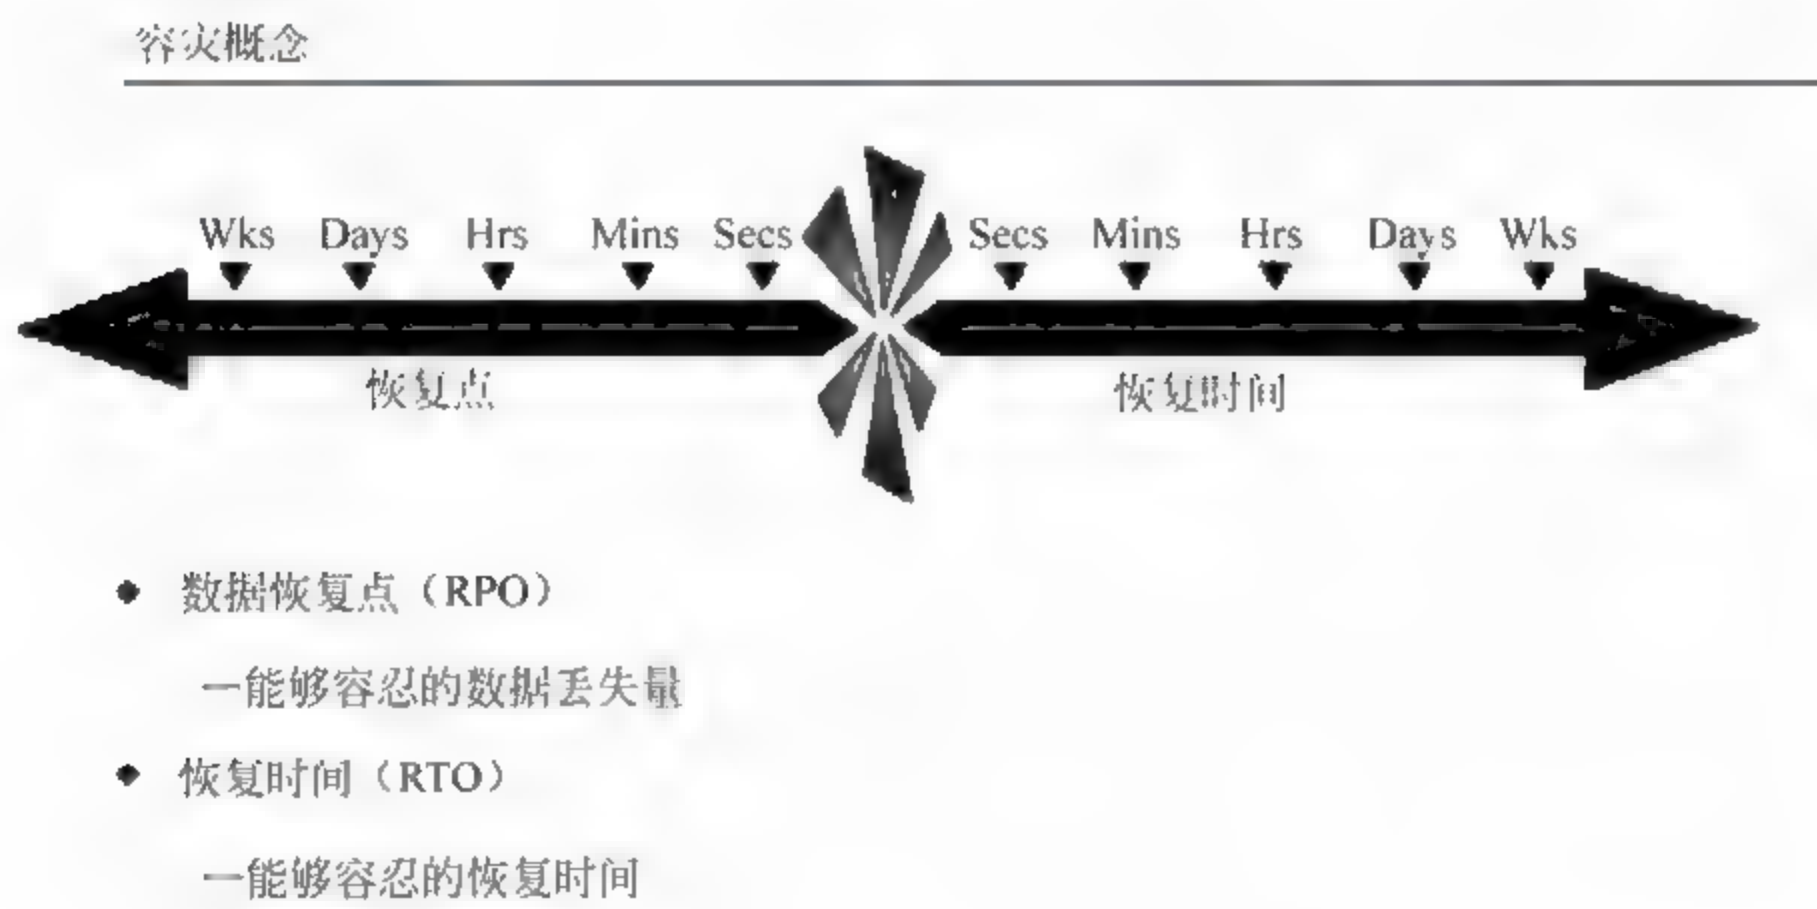 容灾概念
Wks Days Hrs Mins Secs Secs Mins Hrs Days Wks
恢复点 恢复时间
数据恢复点（RPO）
—能够容忍的数据丢失量
恢复时间（RTO）
—能够容忍的恢复时间